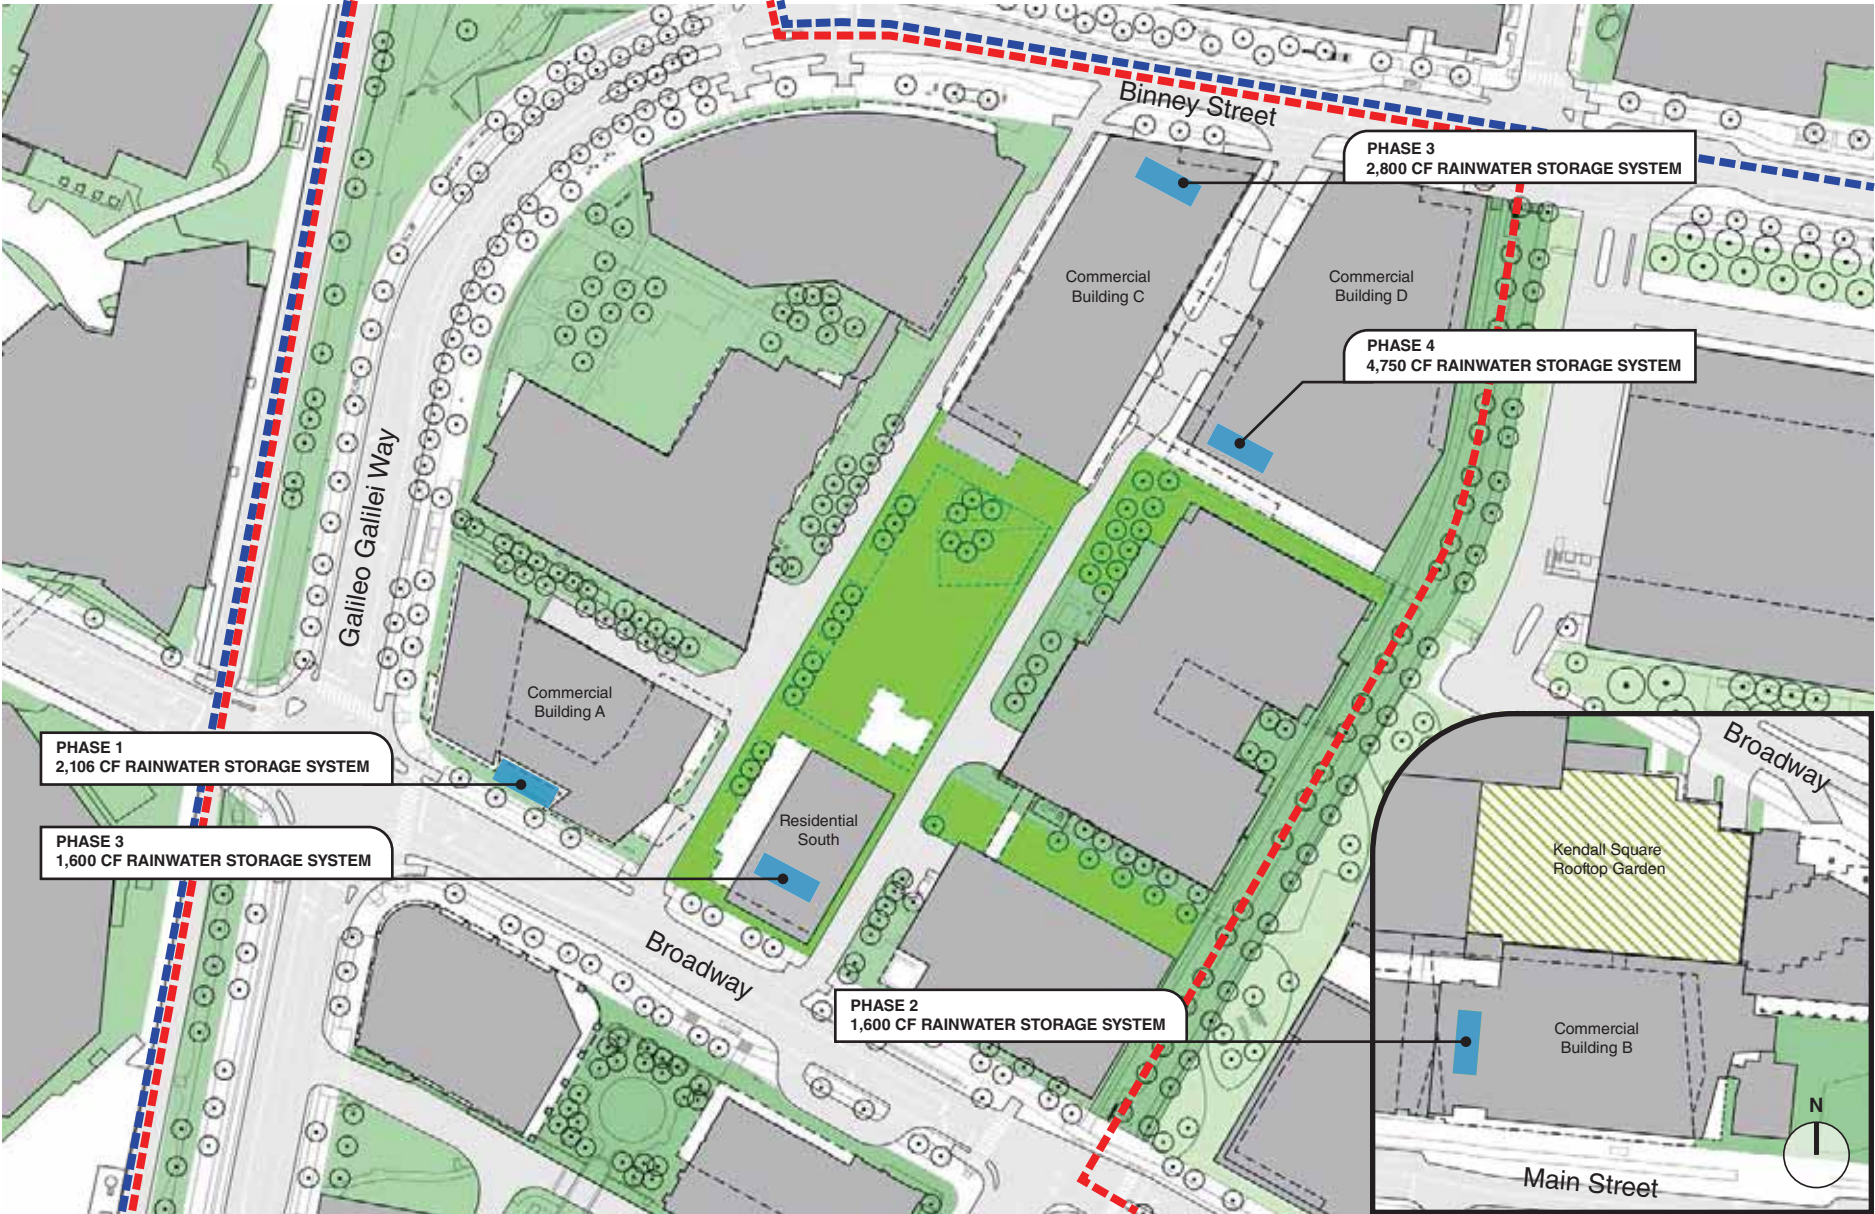 Binney Street
PHASE 3
2,800 CF RAINWATER STORAGE SYSTEM
Commercial
Building C
Commercial
Building D
PHASE 4
4,750 CF RAINWATER STORAGE SYSTEM
Galileo Galilei Way
Commercial
Building A
PHASE 1
2,106 CF RAINWATER STORAGE SYSTEM
PHASE 3
1,600 CF RAINWATER STORAGE SYSTEM
Residential
South
Broadway
Broadway
Kendall Square
Rooftop Garden
PHASE 2
1,600 CF RAINWATER STORAGE SYSTEM
Commercial
Building B
N
Main Street